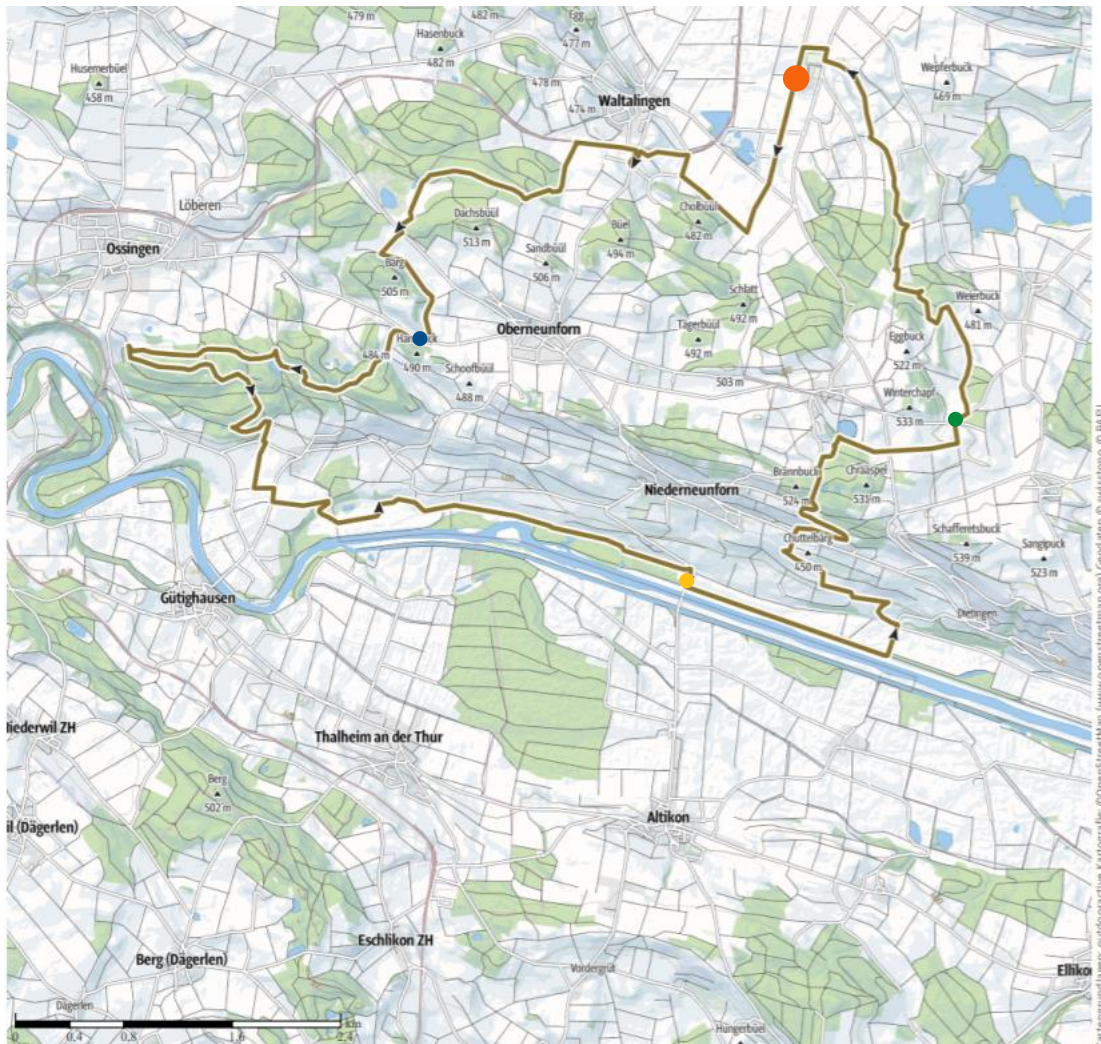 479 m
482 m
Egg
477 m
Hasenbuck
482 m
Husemerbüel
458 m
478 m
474 m
Waltalingen
Wepferbuck
469 m
Löberen
Ossingen
Dachsbüül
513 m
Büel
494 m
Cholbüül
482 m
Sandbüül
506 m
Barg
505 m
Schlatt
492 m
Weierbuck
481 m
Oberneunforn
Tägerbüül
492 m
Eggbuck
522 m
484 m
490 m
Schoofbüül
488 m
503 m
Winterchapf
533 m
Niederneunforn
Brännbuck
524 m
Chraaspel
531 m
Schafferetsbuck
539 m
Sangipuck
523 m
Chuttelbärg
450 m
Gütighausen
Dietingen
Niederwil ZH
Thalheim an der Thur
Berg
502 m
Altikon
il (Dägerlen)
Eschlikon ZH
Berg (Dägerlen)
Vordergrüt
Elliko
Dägerlen
Hungerbüel
0 0.4 0.8 1.6 2.4 km